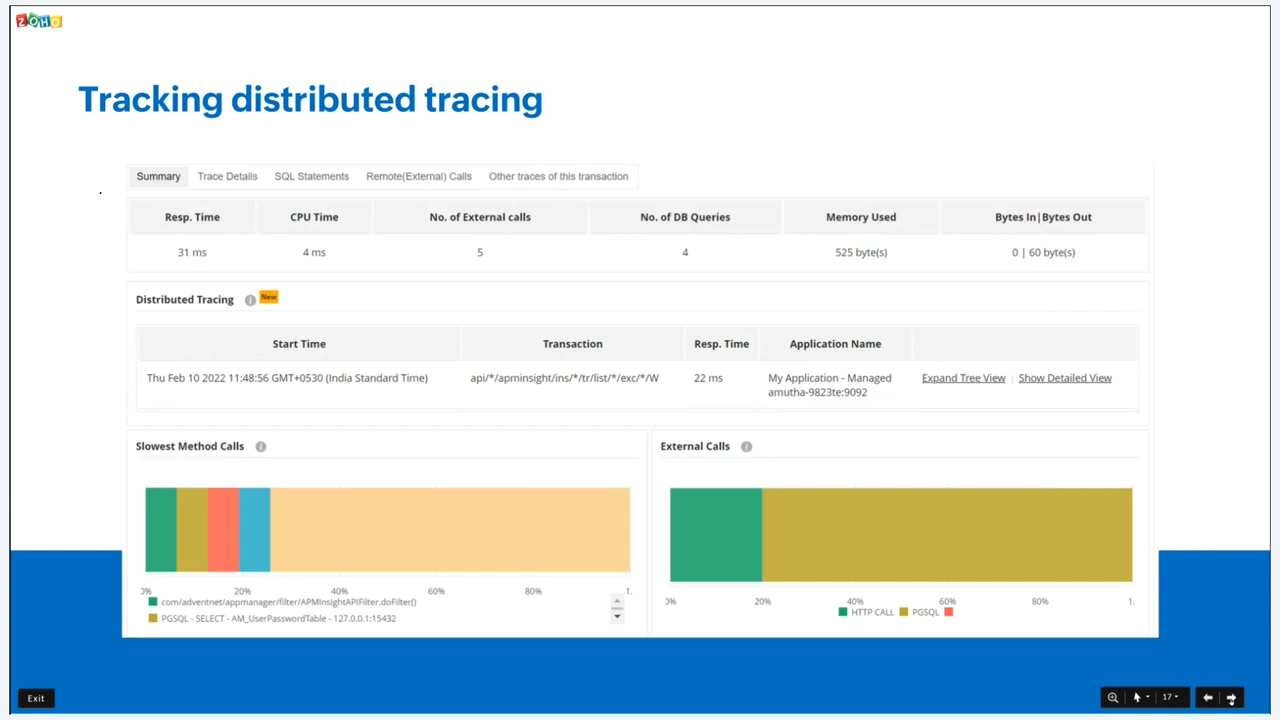 ZOHO
Tracking distributed tracing
Summary Trace Details SQL Statements Remote(External) Calls Other traces of this transaction
Resp. Time CPU Time No. of External calls No. of DB Queries Memory Used Bytes In|Bytes Out
31 ms 4 ms 5 4 525 byte(s) 0 | 60 byte(s)
Distributed Tracing New
Start Time Transaction Resp. Time Application Name
Thu Feb 10 2022 11:48:56 GMT+0530 (India Standard Time) api/*/apminsight/ins/*/tr/list/*/exc/*/W 22 ms My Application - Managed Expand Tree View | Show Detailed View
amutha-9823te:9092
Slowest Method Calls
0% 20% 40% 60% 80% 1.
com/adventnet/appmanager/filter/APMInsightAPIFilter.doFilter()
PGSQL - SELECT - AM_UserPasswordTable - 127.0.0.1:15432
External Calls
0% 20% 40% 60% 80% 1.
HTTP CALL PGSQL
Exit
17